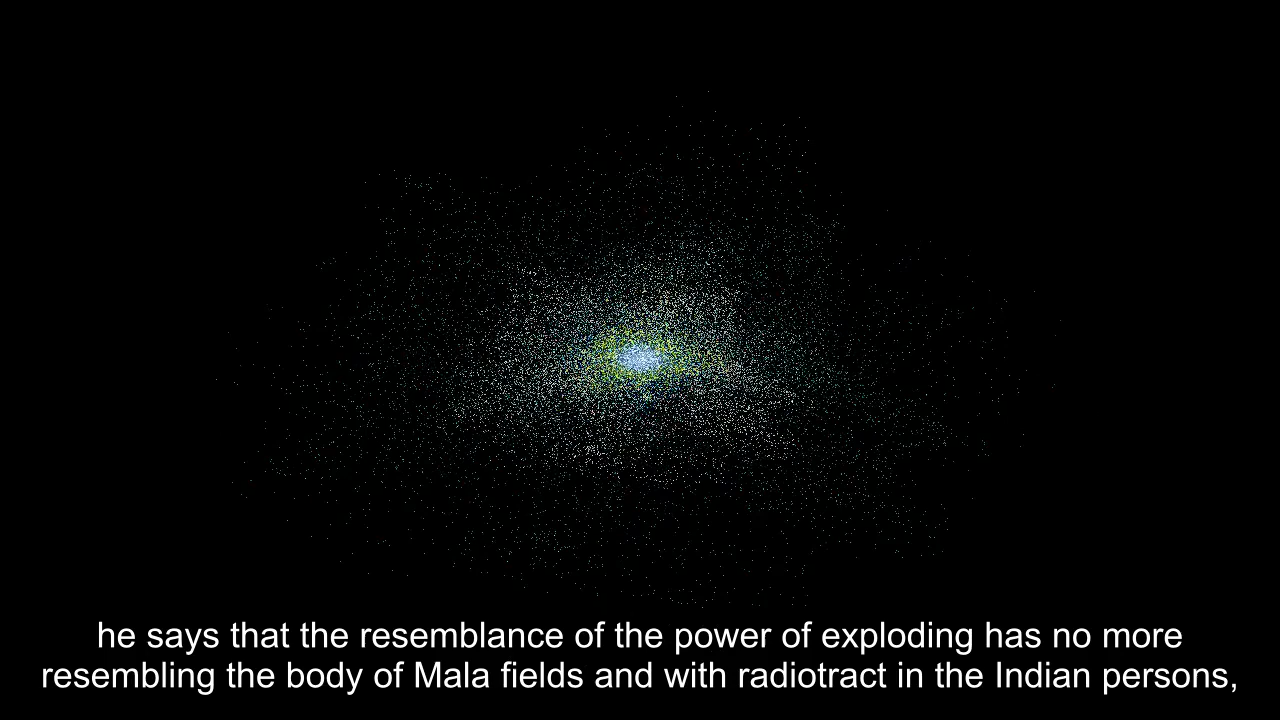 he says that the resemblance of the power of exploding has no more
resembling the body of Mala fields and with radiotract in the Indian persons,